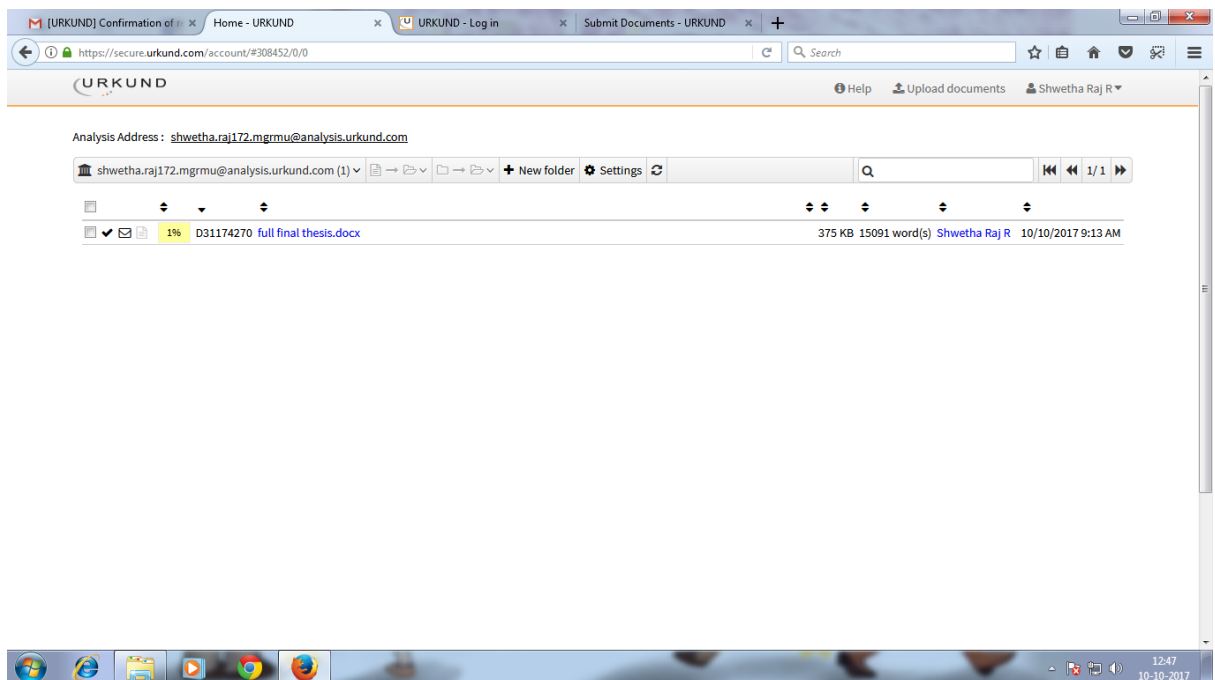 [URKUND] Confirmation of re Home - URKUND URKUND - Log in Submit Documents - URKUND
https://secure.urkund.com/account/#308452/0/0 Search
URKUND Help Upload documents Shwetha Raj R
Analysis Address : shwetha.raj172.mgrmu@analysis.urkund.com
shwetha.raj172.mgrmu@analysis.urkund.com (1) New folder Settings 1/1
1% D31174270 full final thesis.docx 375 KB 15091 word(s) Shwetha Raj R 10/10/2017 9:13 AM
12:47
10-10-2017